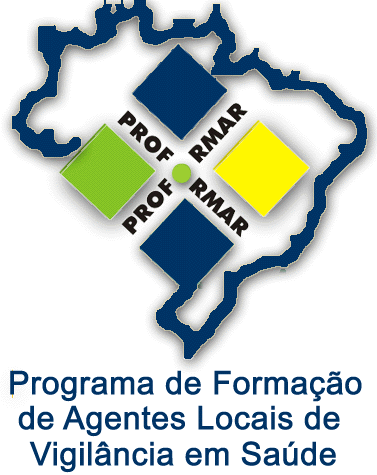 PROF RMAR
PROF RMAR
Programa de Formação
de Agentes Locais de
Vigilância em Saúde